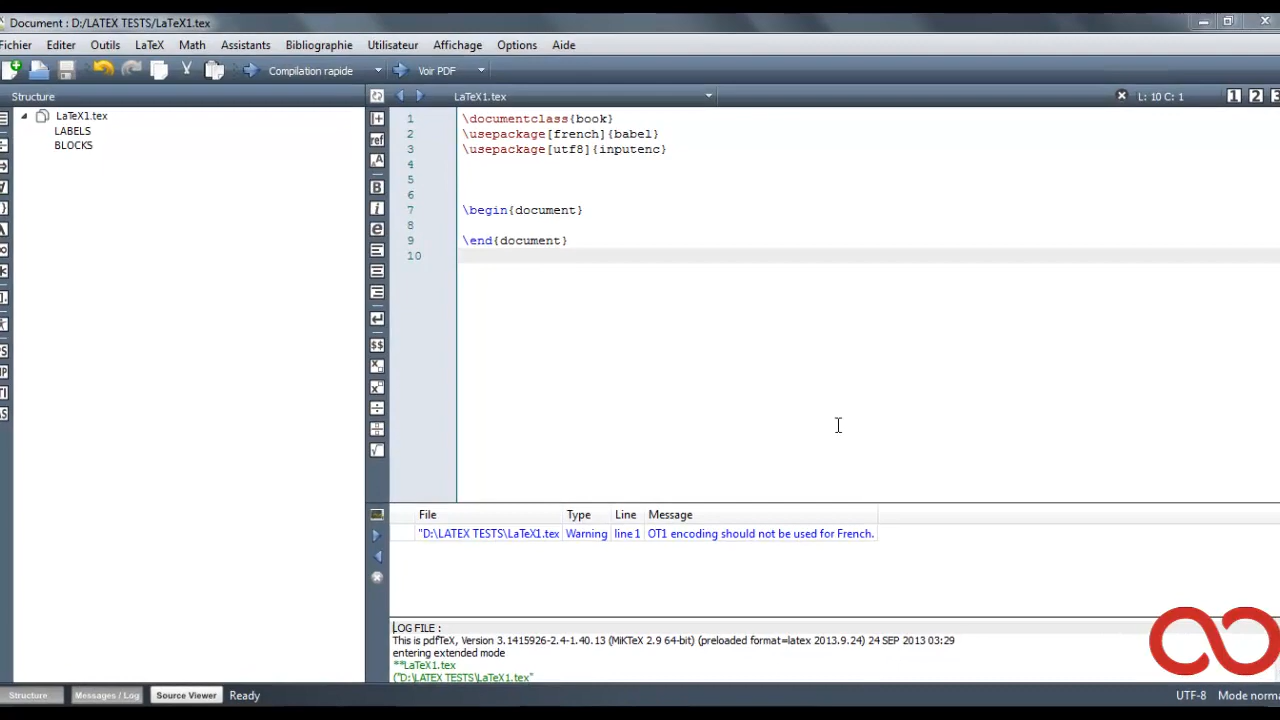 Document : D:/LATEX TESTS/LaTeX1.tex
Fichier Editer Outils LaTeX Math Assistants Bibliographie Utilisateur Affichage Options Aide
Compilation rapide Voir PDF
Structure
LaTeX1.tex
L: 10 C: 1
1 2 3
LaTeX1.tex
LABELS
BLOCKS
1 \documentclass{book}
2 \usepackage[french]{babel}
3 \usepackage[utf8]{inputenc}
4
5
6
7 \begin{document}
8
9 \end{document}
10
File Type Line Message
"D:\LATEX TESTS\LaTeX1.tex Warning line 1 OT1 encoding should not be used for French.
LOG FILE :
This is pdfTeX, Version 3.1415926-2.4-1.40.13 (MiKTeX 2.9 64-bit) (preloaded format=latex 2013.9.24) 24 SEP 2013 03:29
entering extended mode
**LaTeX1.tex
("D:\LATEX TESTS\LaTeX1.tex"
Structure Messages / Log Source Viewer Ready
UTF-8 Mode norma